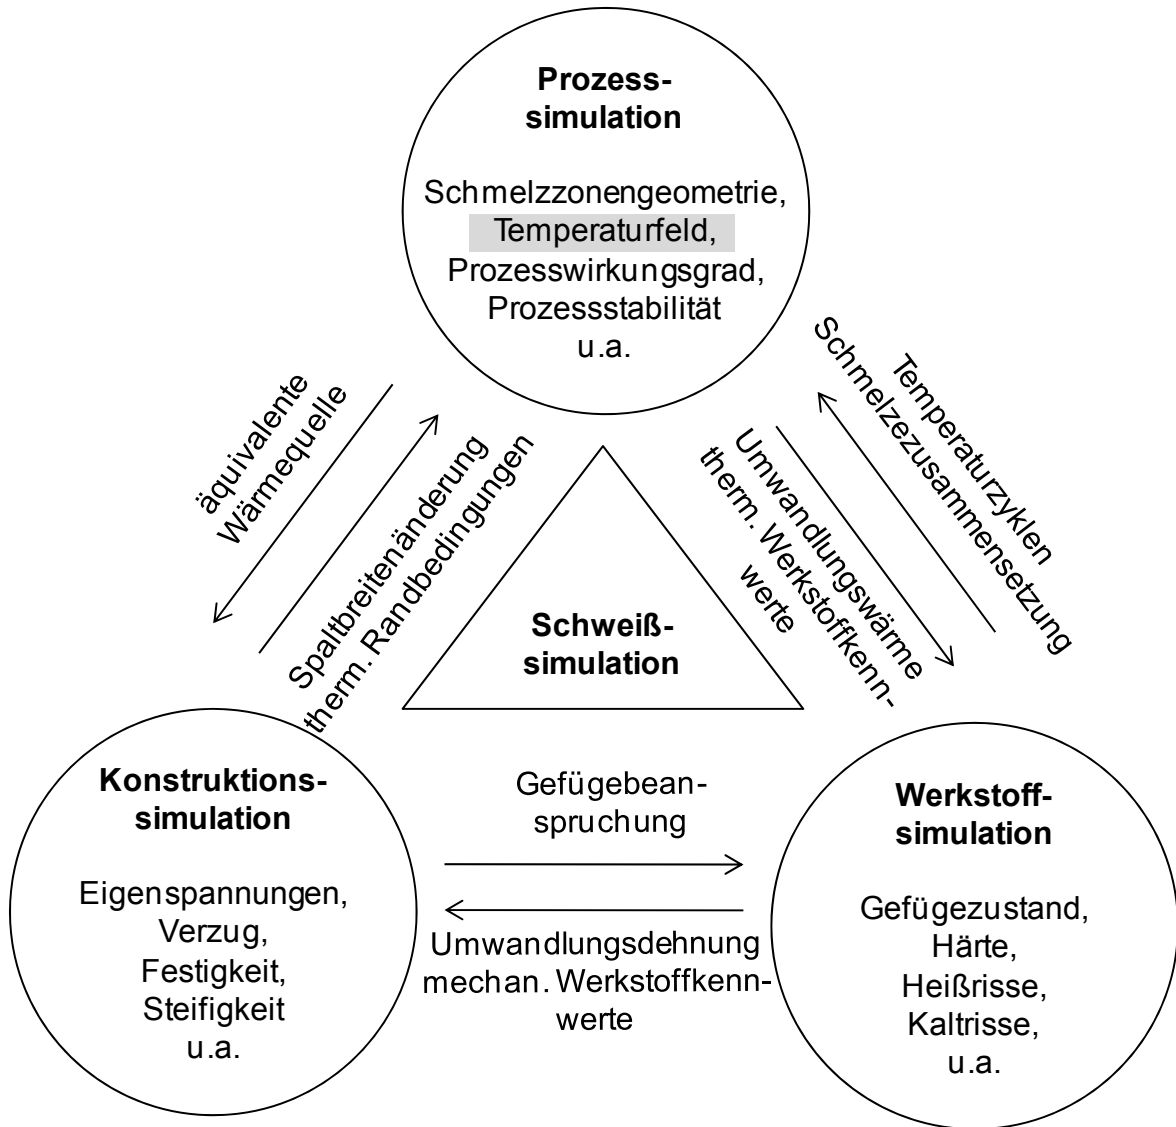 Prozess-
simulation
Schmelzzonengeometrie,
Temperaturfeld,
Prozesswirkungsgrad,
Prozessstabilität
u.a.
äquivalente
Wärmequelle
Spaltbreitenänderung
therm. Randbedingungen
Umwandlungswärme
therm. Werkstoffkenn-
werte
Temperaturzyklen
Schmelzezusammensetzung
Schweiß-
simulation
Konstruktions-
simulation
Eigenspannungen,
Verzug,
Festigkeit,
Steifigkeit
u.a.
Gefügebean-
spruchung
Umwandlungsdehnung
mechan. Werkstoffkenn-
werte
Werkstoff-
simulation
Gefügezustand,
Härte,
Heißrisse,
Kaltrisse,
u.a.